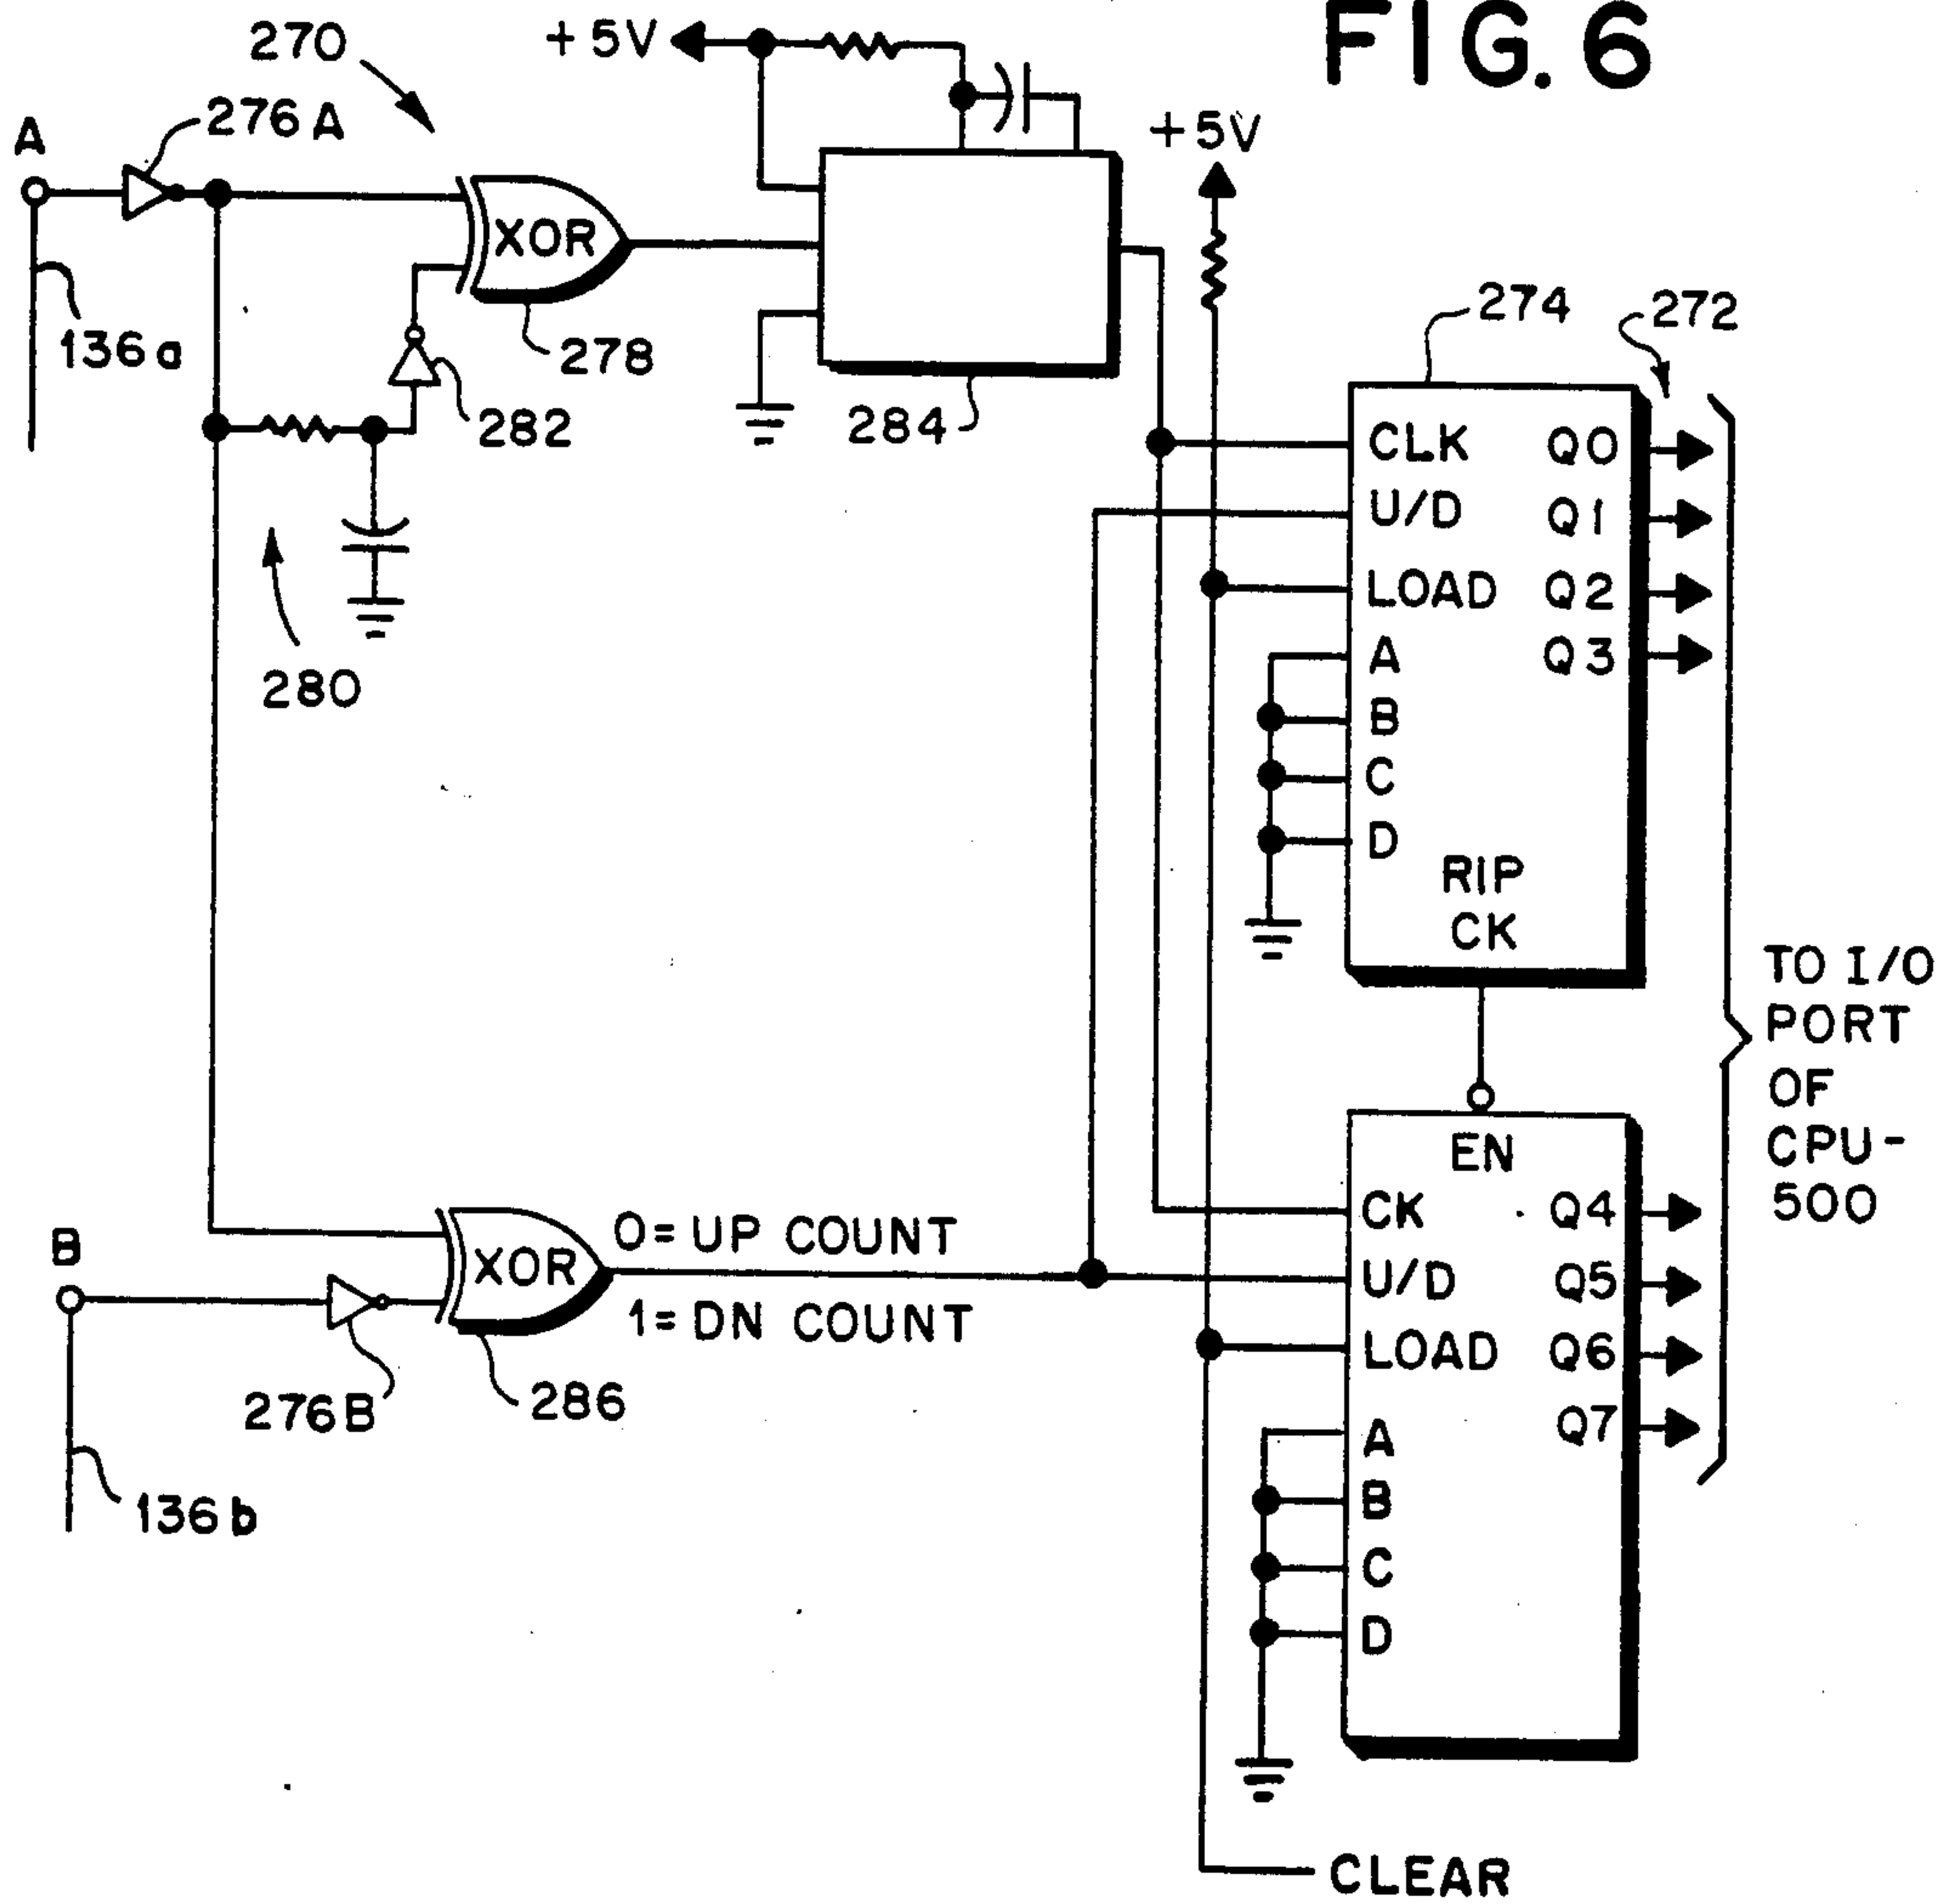 FIG. 6
270
+5V
276A
A
+5V
XOR
136a
278
282
284
280
274
272
CLK Q0
U/D Q1
LOAD Q2
A Q3
B
C
D
RIP
CK
TO I/O
PORT
OF
CPU-
500
EN
CK Q4
U/D Q5
LOAD Q6
A Q7
B
C
D
B
XOR
0= UP COUNT
1= DN COUNT
276B
286
136b
CLEAR